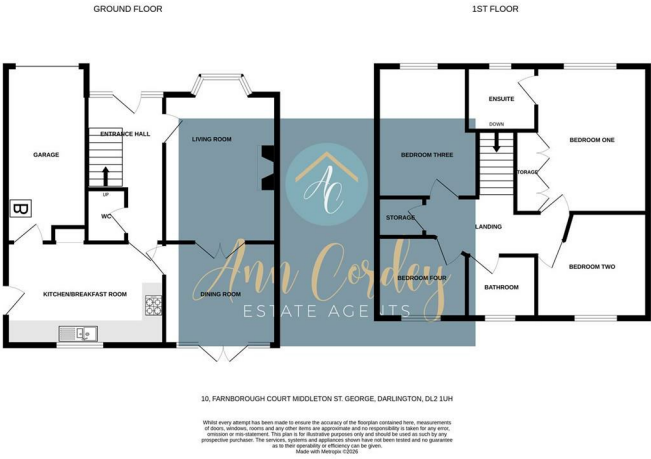 GROUND FLOOR
1ST FLOOR
ENSUITE
DOWN
ENTRANCE HALL
LIVING ROOM
BEDROOM ONE
GARAGE
BEDROOM THREE
TORAGE
AC
UP
B
WC
STORAGE
LANDING
Ann Cordey
ESTATE AGENTS
BEDROOM TWO
BEDROOM FOUR
KITCHEN/BREAKFAST ROOM
DINING ROOM
BATHROOM
10, FARNBOROUGH COURT MIDDLETON ST. GEORGE, DARLINGTON, DL2 1UH
Whilst every attempt has been made to ensure the accuracy of the floorplan contained here, measurements
of doors, windows, rooms and any other items are approximate and no responsibility is taken for any error,
omission or mis-statement. This plan is for illustrative purposes only and should be used as such by any
prospective purchaser. The services, systems and appliances shown have not been tested and no guarantee
as to their operability or efficiency can be given.
Made with Metropix ©2026